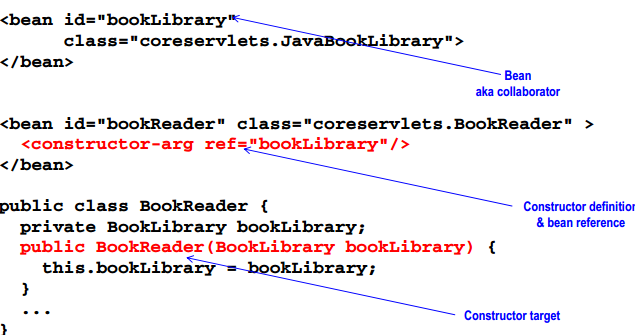 <bean id="bookLibrary"
class="coreservlets.JavaBookLibrary">
</bean>
Bean
aka collaborator
<bean id="bookReader" class="coreservlets.BookReader" >
<constructor-arg ref="bookLibrary"/>
</bean>
Constructor definition
& bean reference
public class BookReader {
private BookLibrary bookLibrary;
public BookReader(BookLibrary bookLibrary) {
this.bookLibrary = bookLibrary;
}
...
Constructor target
}